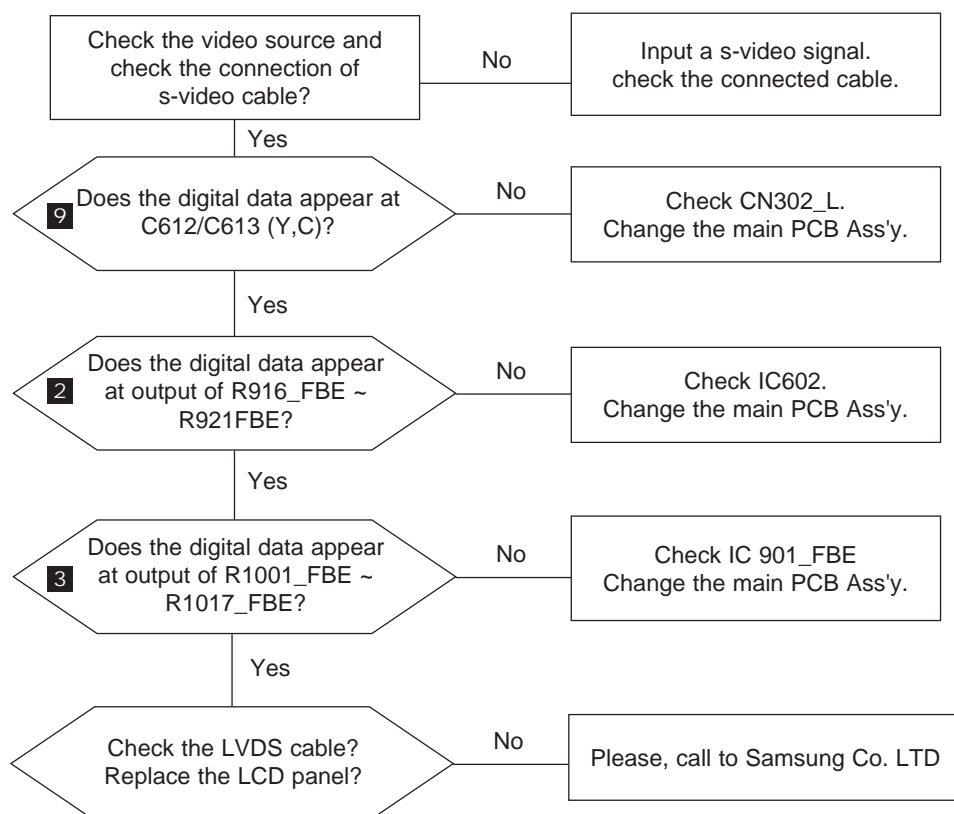 Check the video source and
check the connection of
s-video cable?
No
Input a s-video signal.
check the connected cable.
Yes
9
Does the digital data appear at
C612/C613 (Y,C)?
No
Check CN302_L.
Change the main PCB Ass'y.
Yes
2
Does the digital data appear
at output of R916_FBE ~
R921FBE?
No
Check IC602.
Change the main PCB Ass'y.
Yes
3
Does the digital data appear
at output of R1001_FBE ~
R1017_FBE?
No
Check IC 901_FBE
Change the main PCB Ass'y.
Yes
Check the LVDS cable?
Replace the LCD panel?
No
Please, call to Samsung Co. LTD